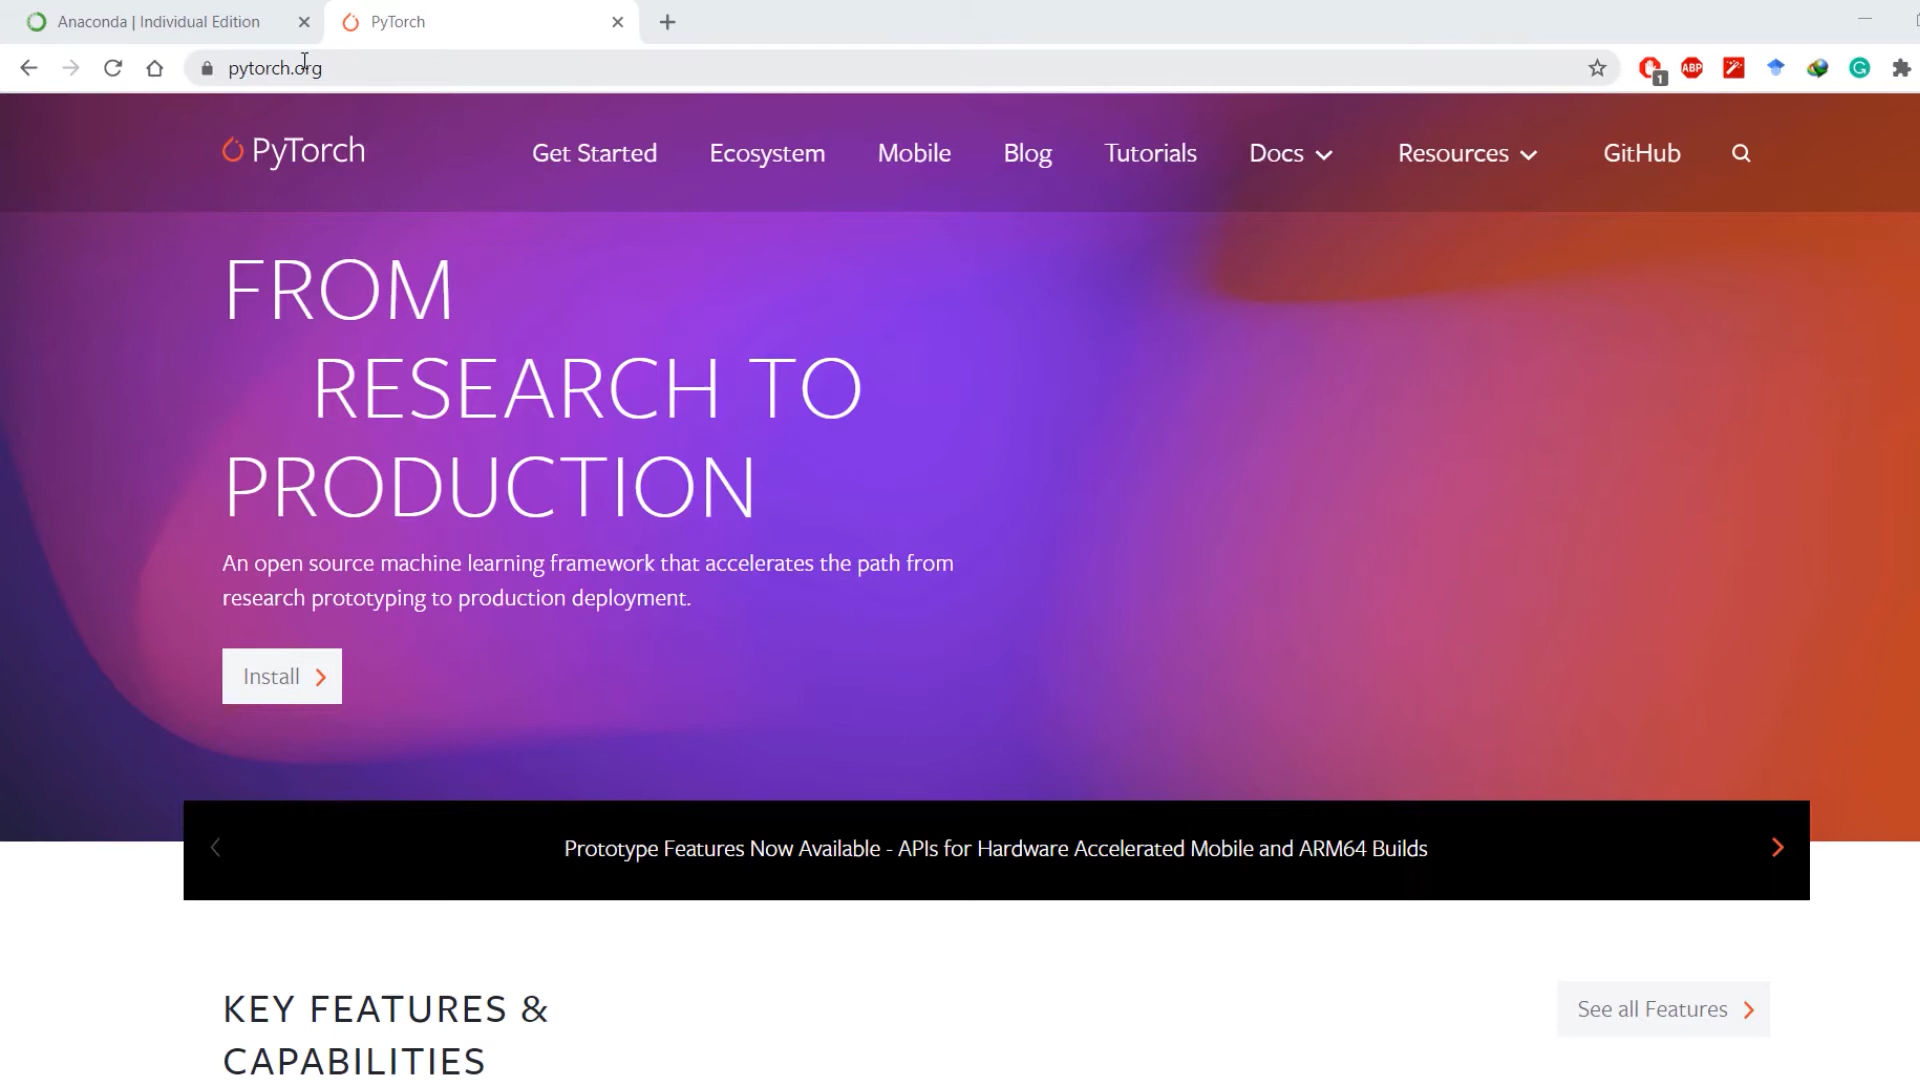 Anaconda | Individual Edition
PyTorch
pytorch.org
1
ABP
PyTorch
Get Started
Ecosystem
Mobile
Blog
Tutorials
Docs
Resources
GitHub
FROM
RESEARCH TO
PRODUCTION
An open source machine learning framework that accelerates the path from
research prototyping to production deployment.
Install
Prototype Features Now Available - APIs for Hardware Accelerated Mobile and ARM64 Builds
KEY FEATURES &
CAPABILITIES
See all Features